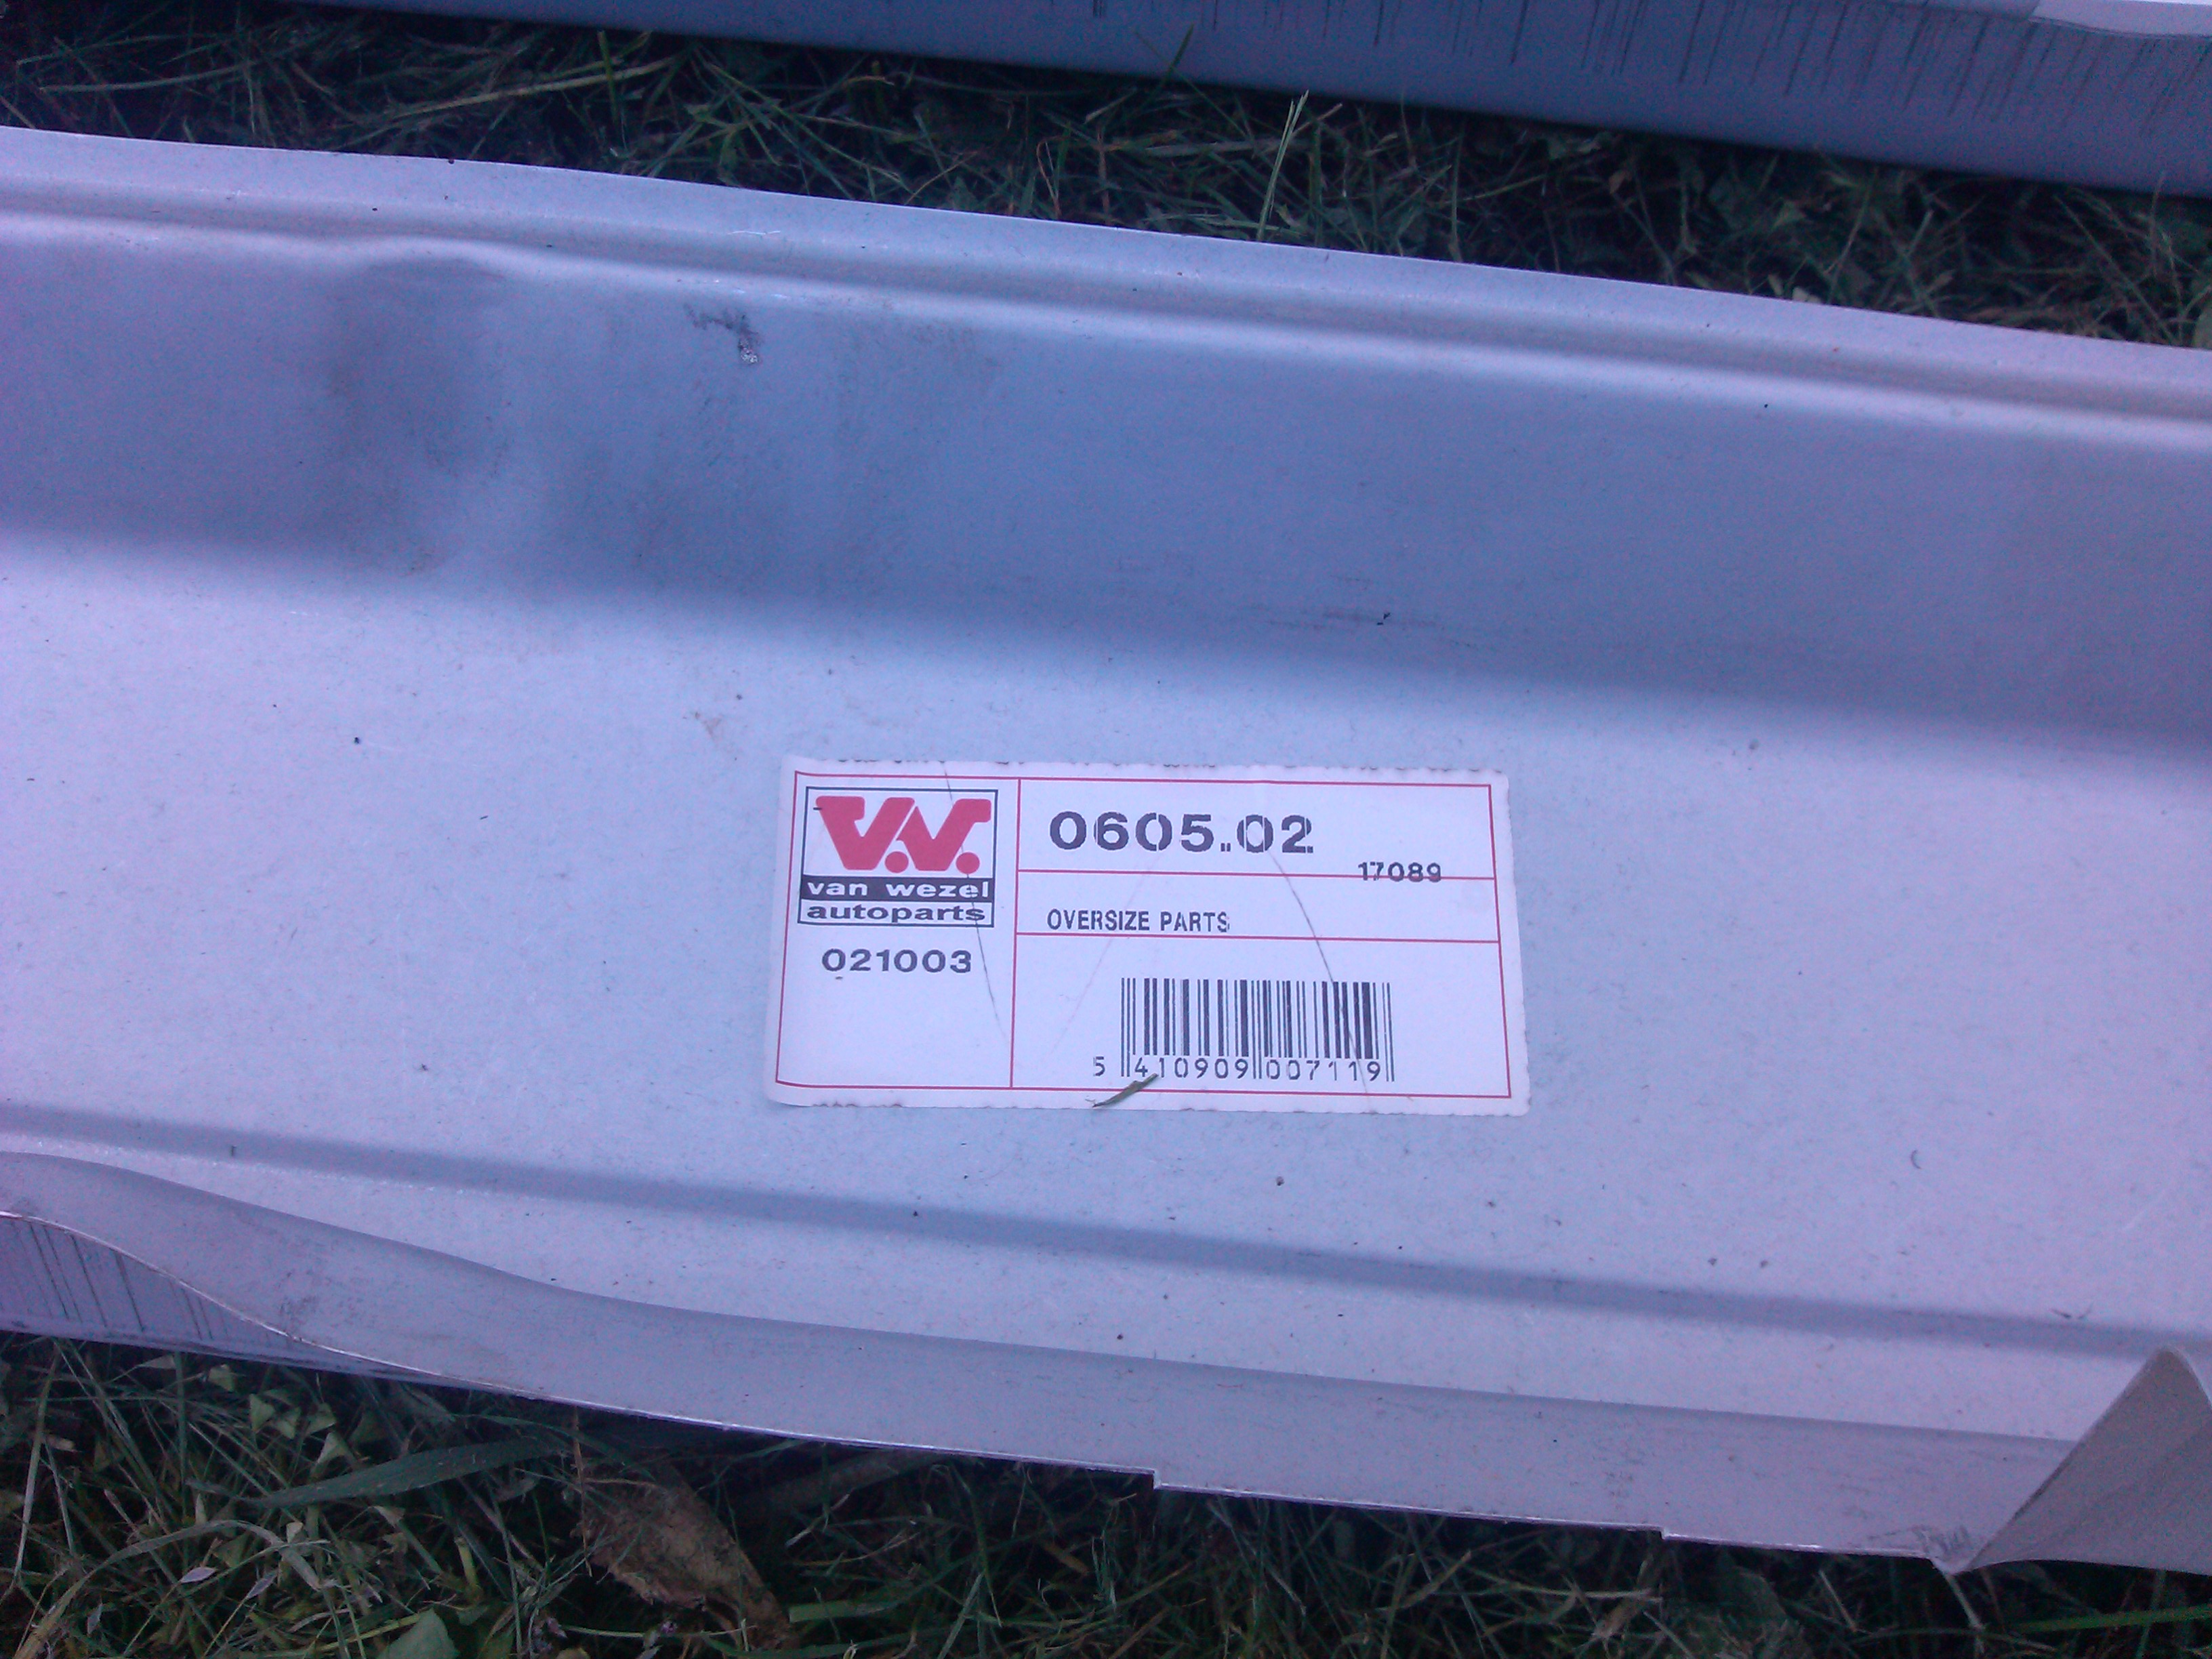 V.V.
van wezel
autoparts
021003
0605.02
17089
OVERSIZE PARTS
5 410909 007119